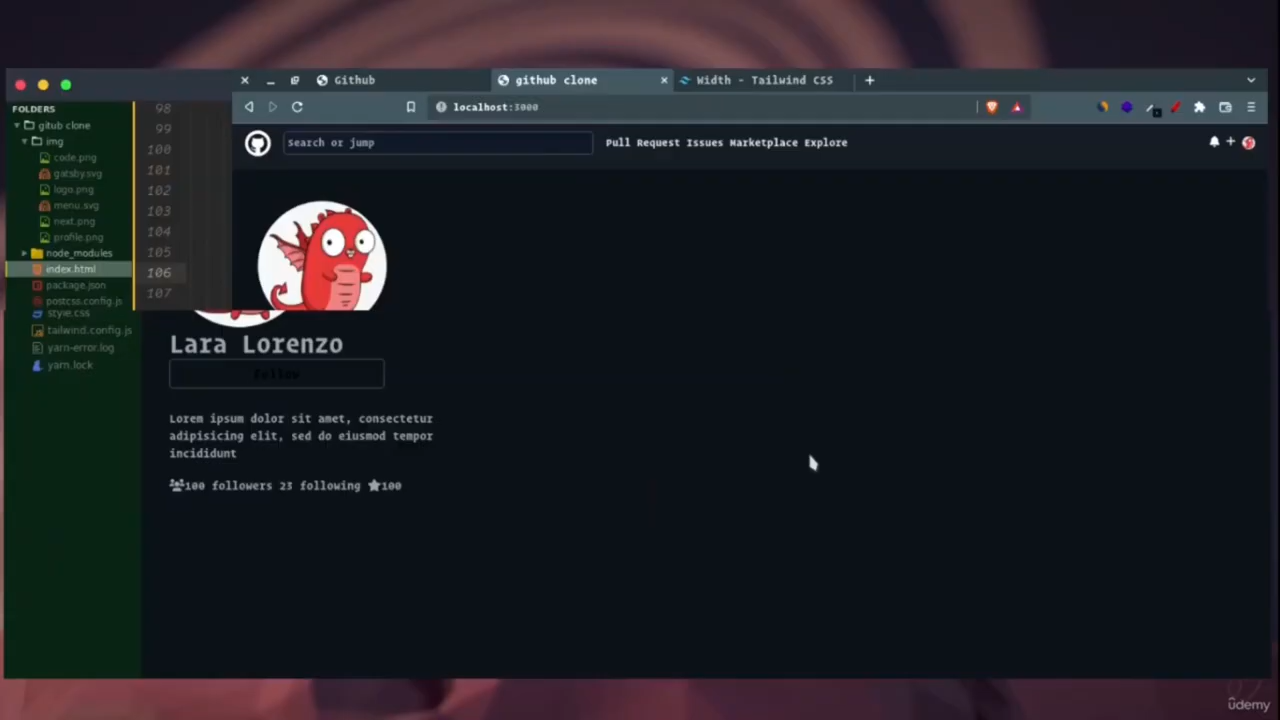 Github
github clone
Width - Tailwind CSS
localhost:3000
FOLDERS
gitub clone
img
code.png
gatsby.svg
logo.png
menu.svg
next.png
profile.png
node_modules
index.html
package.json
postcss.config.js
style.css
tailwind.config.js
yarn-error.log
yarn.lock
98
99
100
101
102
103
104
105
106
107
search or jump
Pull Request Issues Marketplace Explore
Lara Lorenzo
Follow
Lorem ipsum dolor sit amet, consectetur
adipisicing elit, sed do eiusmod tempor
incididunt
100 followers 23 following 100
ûdemy